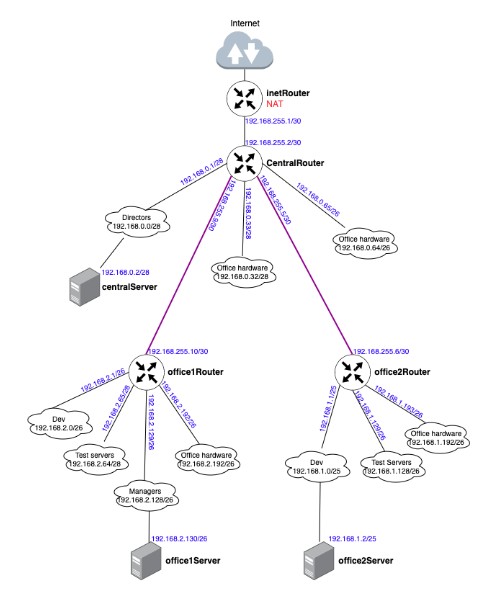 Internet
inetRouter
NAT
192.168.255.1/30
192.168.255.2/30
CentralRouter
192.168.0.1/28
192.168.255.9/30
192.168.0.33/28
192.168.255.5/30
192.168.0.65/26
Directors
192.168.0.0/28
Office hardware
192.168.0.64/26
Office hardware
192.168.0.32/28
192.168.0.2/28
centralServer
192.168.255.10/30
office1Router
192.168.255.6/30
office2Router
192.168.2.1/26
192.168.2.65/28
192.168.2.129/26
192.168.2.193/26
192.168.1.1/25
192.168.1.129/26
192.168.1.193/26
Dev
192.168.2.0/26
Test servers
192.168.2.64/28
Office hardware
192.168.2.192/26
Managers
192.168.2.128/26
Office hardware
192.168.1.192/26
Dev
192.168.1.0/25
Test Servers
192.168.1.128/26
192.168.2.130/26
office1Server
192.168.1.2/25
office2Server